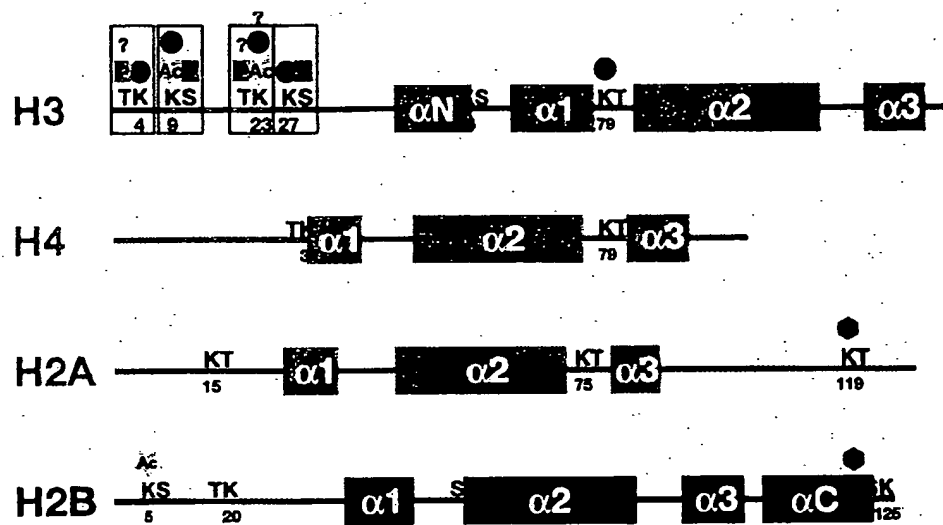 ?
? ?
Ac Ac
TK KS TK KS
H3 αN S α1 KT α2 α3
4 9 23 27 79
H4 α1 α2 KT α3
79
H2A KT α1 α2 KT α3 KT
15 75 119
Ac
H2B KS TK α1 S α2 α3 αC K
5 20 125